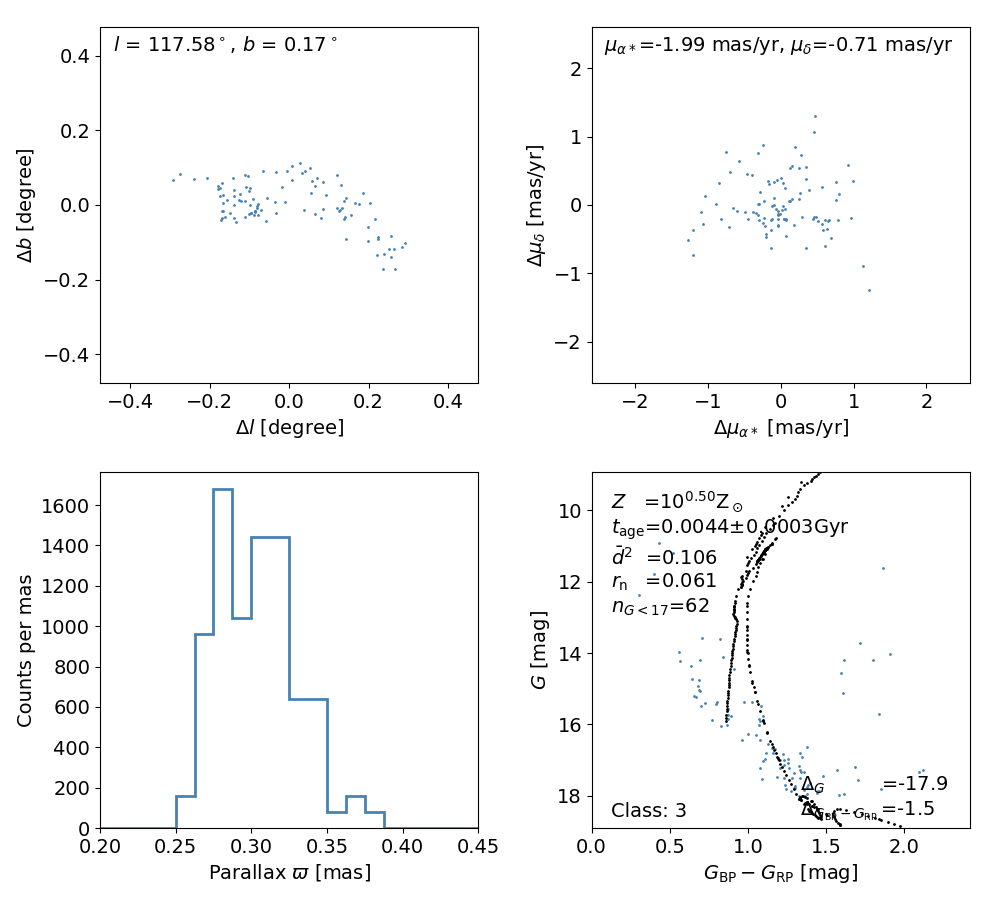 l = 117.58°, b = 0.17°
0.4
0.2
0.0
−0.2
−0.4
−0.4 −0.2 0.0 0.2 0.4
Δb [degree]
Δl [degree]
μα*=-1.99 mas/yr, μδ=-0.71 mas/yr
2
1
0
−1
−2
−2 −1 0 1 2
Δμδ [mas/yr]
Δμα* [mas/yr]
1600
1400
1200
1000
800
600
400
200
0
0.20 0.25 0.30 0.35 0.40 0.45
Counts per mas
Parallax ϖ [mas]
Z =10^0.50 Z⊙
t_age=0.0044±0.0003Gyr
d̄² =0.106
r_n =0.061
n_G<17=62
Δ_G =-17.9
Class: 3
Δ_G_BP−G_RP =-1.5
10
12
14
16
18
0.0 0.5 1.0 1.5 2.0
G [mag]
G_BP − G_RP [mag]